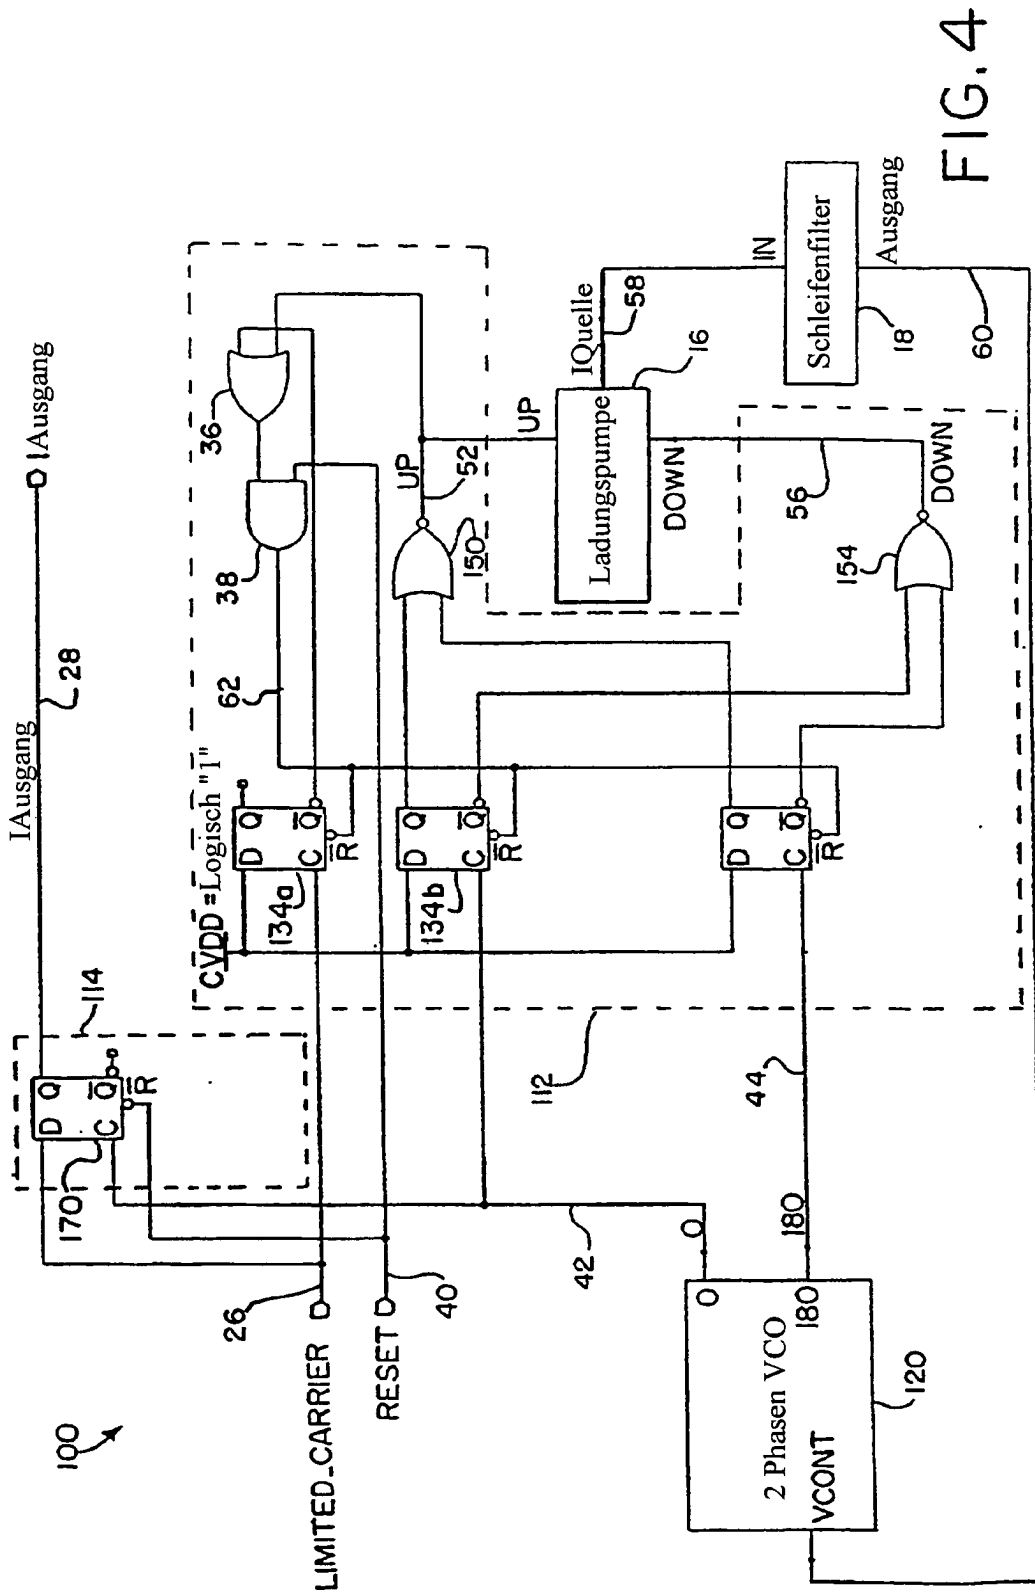 100
IAusgang
28
IAusgang
114
170
D
Q
C
Q
R
LIMITED_CARRIER
26
RESET
40
CVDD = Logisch "1"
D
Q
C
Q
R
134a
62
38
36
D
Q
C
Q
R
134b
UP
52
150
UP
Ladungspumpe
DOWN
16
IQuelle
58
IN
Schleifenfilter
18
Ausgang
60
112
42
44
D
Q
C
Q
R
154
DOWN
56
2 Phasen VCO
VCONT
0
0
180
180
120
FIG. 4